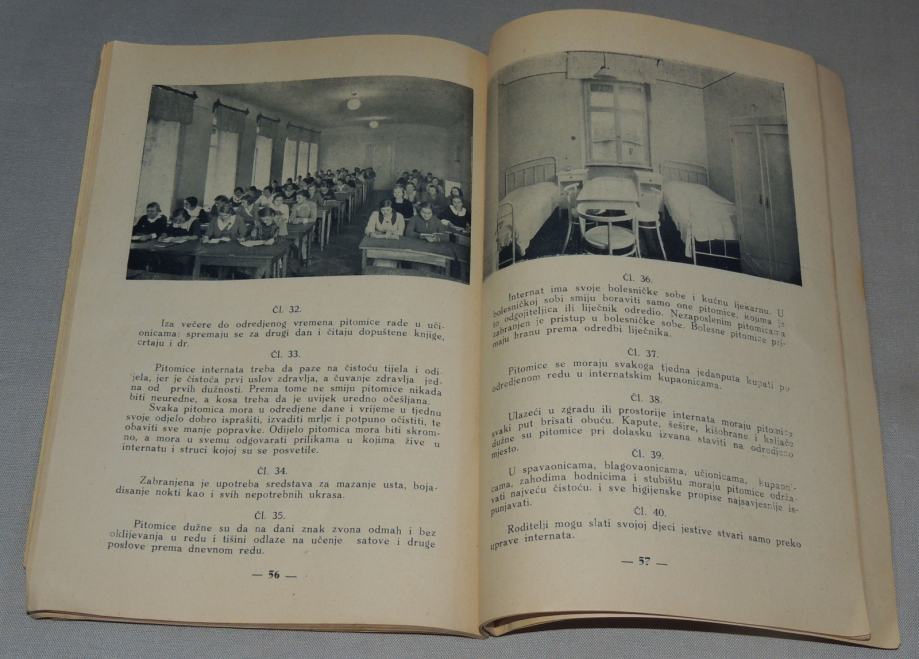 Čl. 32.
Iza večere do odredjenog vremena pitomice rade u uči-
onicama: spremaju se za drugi dan i čitaju dopuštene knjige,
crtaju i dr.
Čl. 33.
Pitomice internata treba da paze na čistoću tijela i odi-
jela, jer je čistoća prvi uslov zdravlja, a čuvanje zdravlja jed-
na od prvih dužnosti. Prema tome ne smiju pitomice nikada
biti neuredne, a kosa treba da je uvijek uredno očešljana.
Svaka pitomica mora u odredjene dane i vrijeme u tjednu
svoje odjelo dobro isprašiti, izvaditi mrlje i potpuno očistiti, te
obaviti sve manje popravke. Odijelo pitomica mora biti skrom-
no, a mora u svemu odgovarati prilikama u kojima žive u
internatu i struci kojoj su se posvetile.
Čl. 34.
Zabranjena je upotreba sredstava za mazanje usta, boja-
disanje nokti kao i svih nepotrebnih ukrasa.
Čl. 35.
Pitomice dužne su da na dani znak zvona odmah i bez
oklijevanja u redu i tišini odlaze na učenje satove i druge
poslove prema dnevnom redu.
— 56 —
Čl. 36.
Internat ima svoje bolesničke sobe i kućnu ljekarnu. U
bolesničkoj sobi smiju boraviti samo one pitomice, kojima je
to odgojiteljica ili liječnik odredio. Nezaposlenim pitomicama
zabranjen je pristup u bolesničke sobe. Bolesne pitomice pri-
maju hranu prema odredbi liječnika.
Čl. 37.
Pitomice se moraju svakoga tjedna jedanputa kupati po
odredjenom redu u internatskim kupaonicama.
Čl. 38.
Ulazeći u zgradu ili prostorije internata moraju pitomice
svaki put brisati obuću. Kapute, šešire, kišobrane i kaljače
dužne su pitomice pri dolasku izvana staviti na odredjeno
mjesto.
Čl. 39.
U spavaonicama, blagovaonicama, učionicama, kupaoni-
cama, zahodima hodnicima i stubištu moraju pitomice održa-
vati najveću čistoću. i sve higijenske propise najsavjesnije is-
punjavati.
Čl. 40.
Roditelji mogu slati svojoj djeci jestive stvari samo preko
uprave internata.
— 57 —